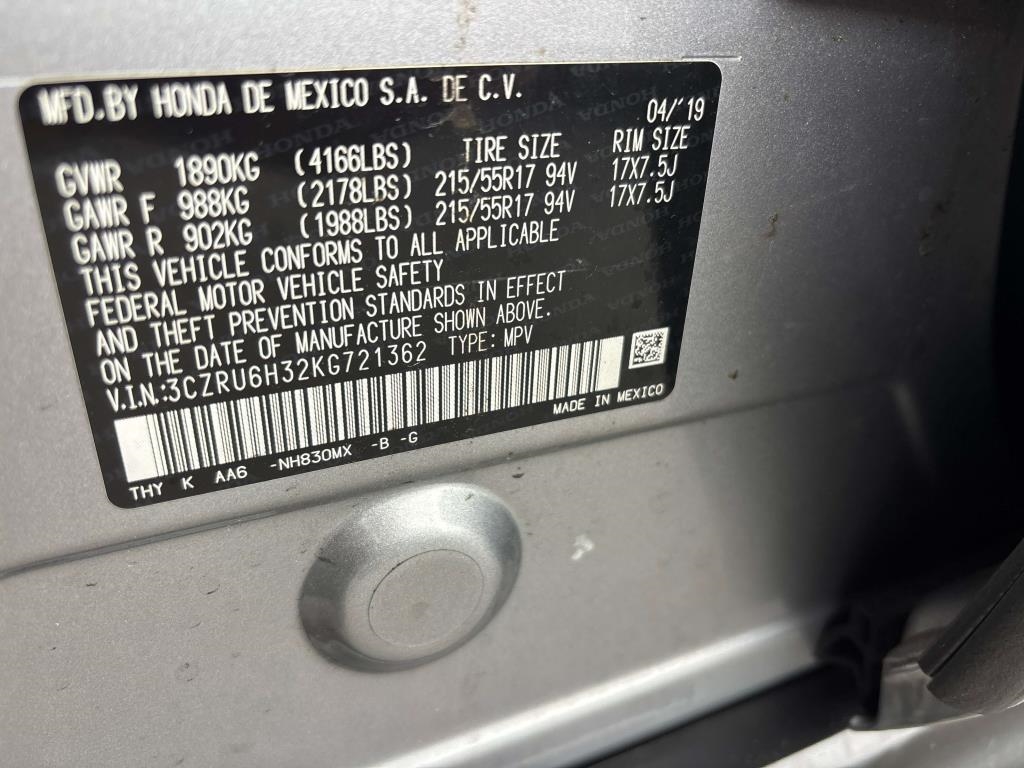 MFD.BY HONDA DE MEXICO S.A. DE C.V.
04/'19
GVWR 1890KG (4166LBS) TIRE SIZE RIM SIZE
GAWR F 988KG (2178LBS) 215/55R17 94V 17X7.5J
GAWR R 902KG (1988LBS) 215/55R17 94V 17X7.5J
THIS VEHICLE CONFORMS TO ALL APPLICABLE
FEDERAL MOTOR VEHICLE SAFETY
AND THEFT PREVENTION STANDARDS IN EFFECT
ON THE DATE OF MANUFACTURE SHOWN ABOVE.
V.I.N.:3CZRU6H32KG721362 TYPE: MPV
MADE IN MEXICO
THY K AA6 -NH830MX -B -G